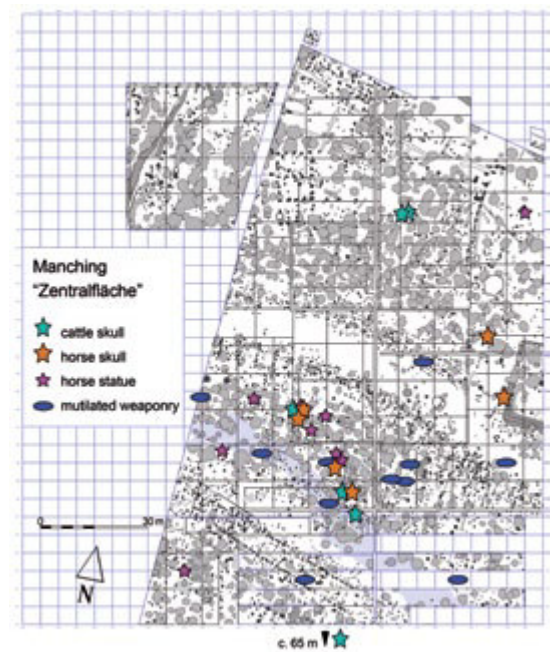 Manching
"Zentralfläche"
cattle skull
horse skull
horse statue
mutilated weaponry
0 30 m
N
c. 65 m